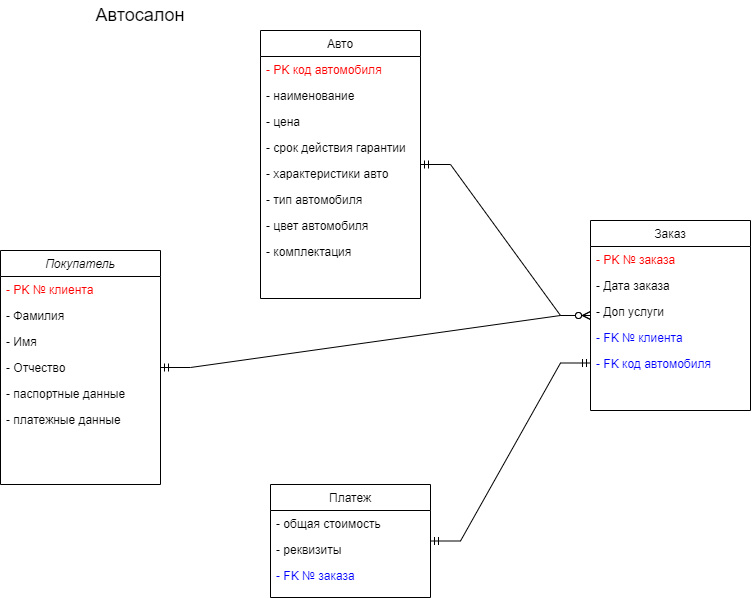 Автосалон
Авто
- PK код автомобиля
- наименование
- цена
- срок действия гарантии
- характеристики авто
- тип автомобиля
- цвет автомобиля
- комплектация
Покупатель
- PK № клиента
- Фамилия
- Имя
- Отчество
- паспортные данные
- платежные данные
Заказ
- PK № заказа
- Дата заказа
- Доп услуги
- FK № клиента
- FK код автомобиля
Платеж
- общая стоимость
- реквизиты
- FK № заказа